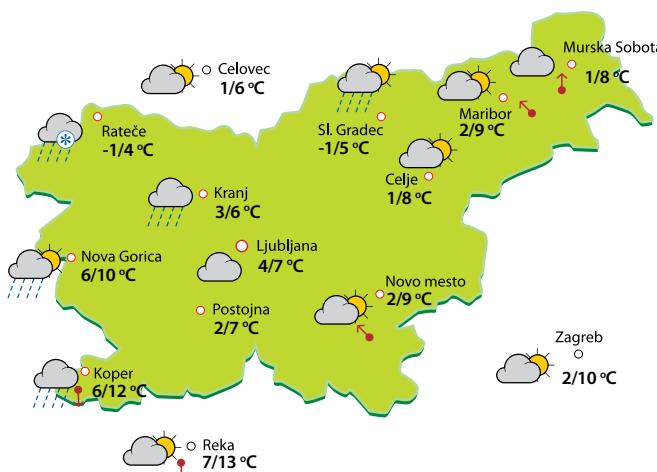 Celovec
1/6 °C
Murska Sobota
1/8 °C
Maribor
2/9 °C
Sl. Gradec
-1/5 °C
Rateče
-1/4 °C
Celje
1/8 °C
Kranj
3/6 °C
Ljubljana
4/7 °C
Nova Gorica
6/10 °C
Novo mesto
2/9 °C
Postojna
2/7 °C
Zagreb
2/10 °C
Koper
6/12 °C
Reka
7/13 °C